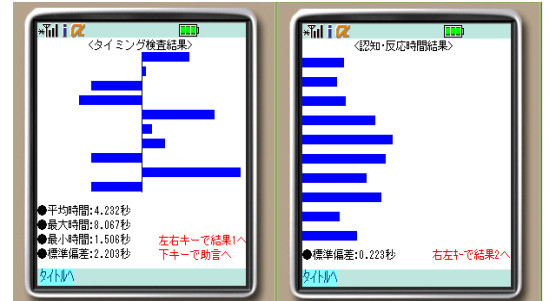 <タイミング検査結果>
●平均時間:4.232秒
●最大時間:8.067秒
●最小時間:1.506秒
左右キーで結果1へ
●標準偏差:2.203秒
下キーで助言へ
タイトルへ
<認知・反応時間結果>
●標準偏差:0.223秒
右左キーで結果2へ
タイトルへ